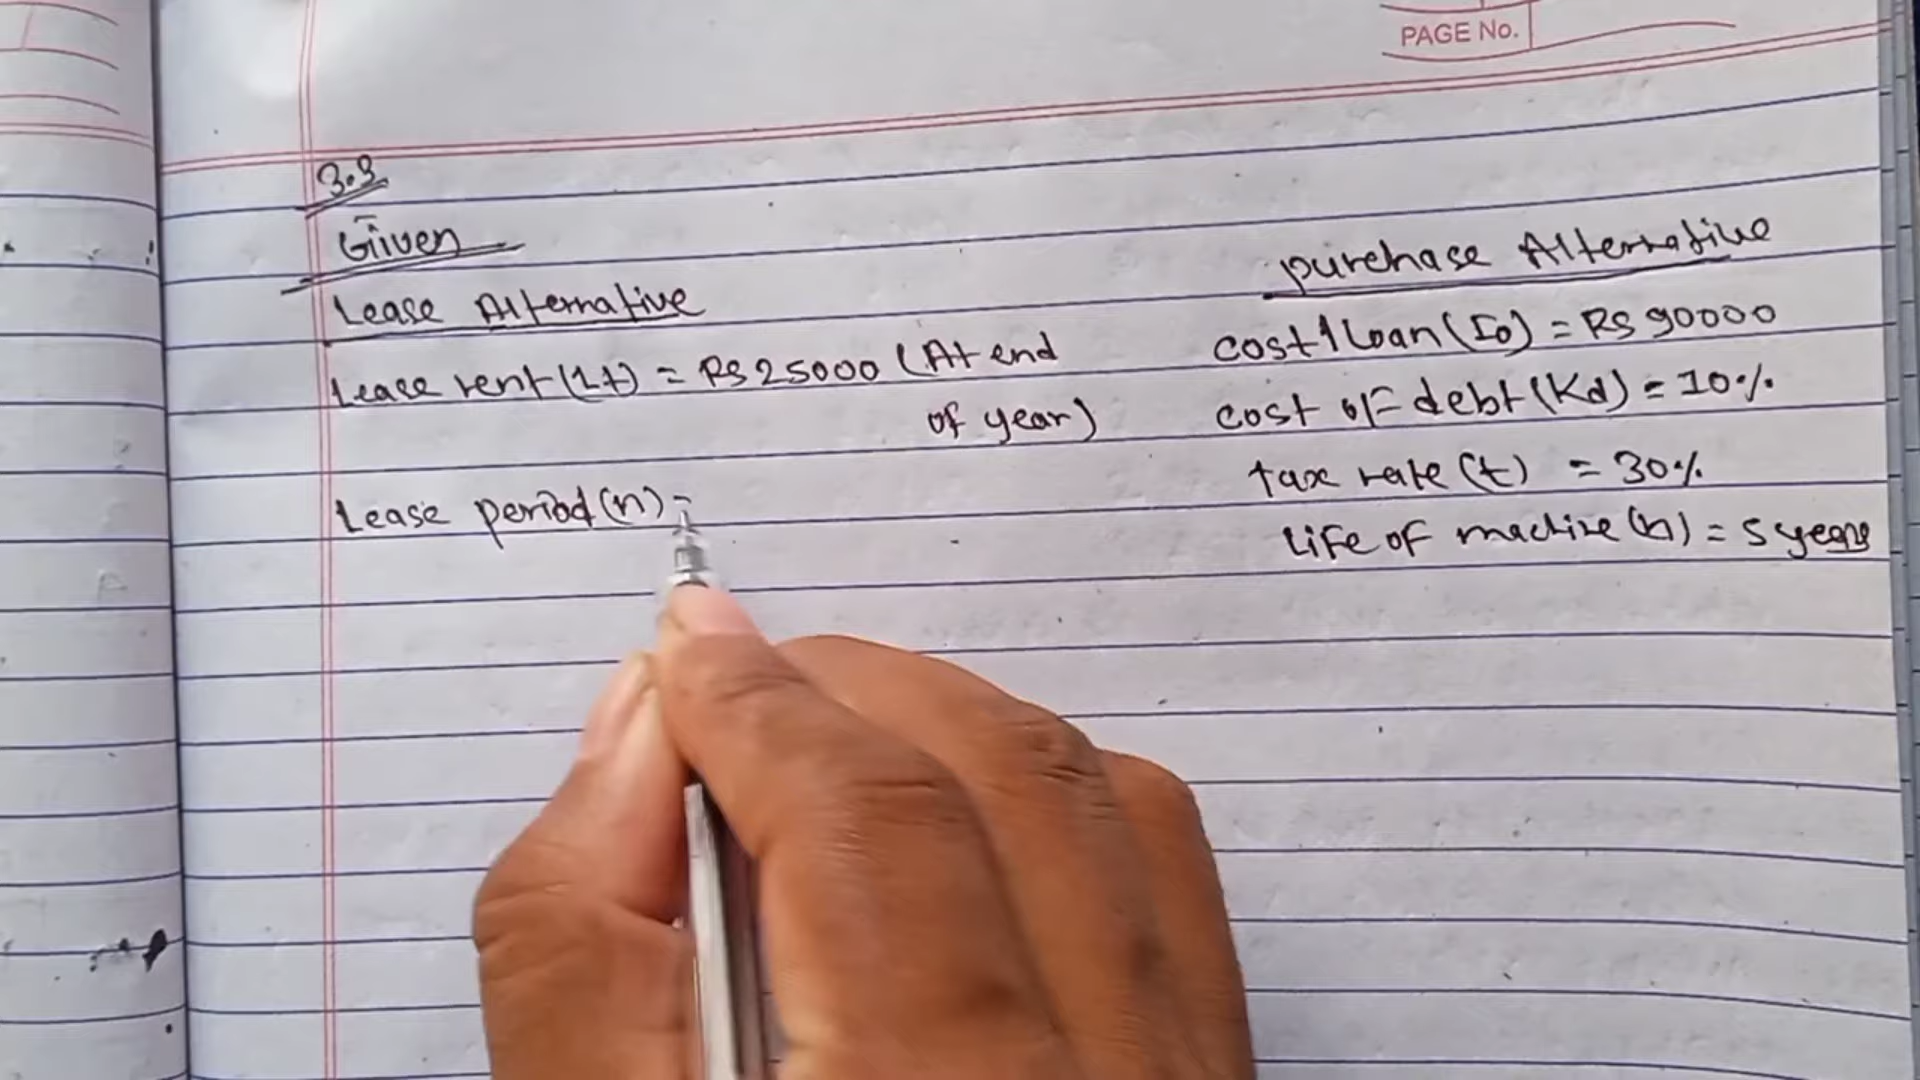 PAGE No.
3.3
Given
Lease Alternative
Lease rent (Lt) = RS 25000 (At end
of year)
Lease period (n) =
purchase Alternative
cost/Loan (I0) = RS 90000
cost of debt (Kd) = 10%
tax rate (t) = 30%
Life of machine (n) = 5 years